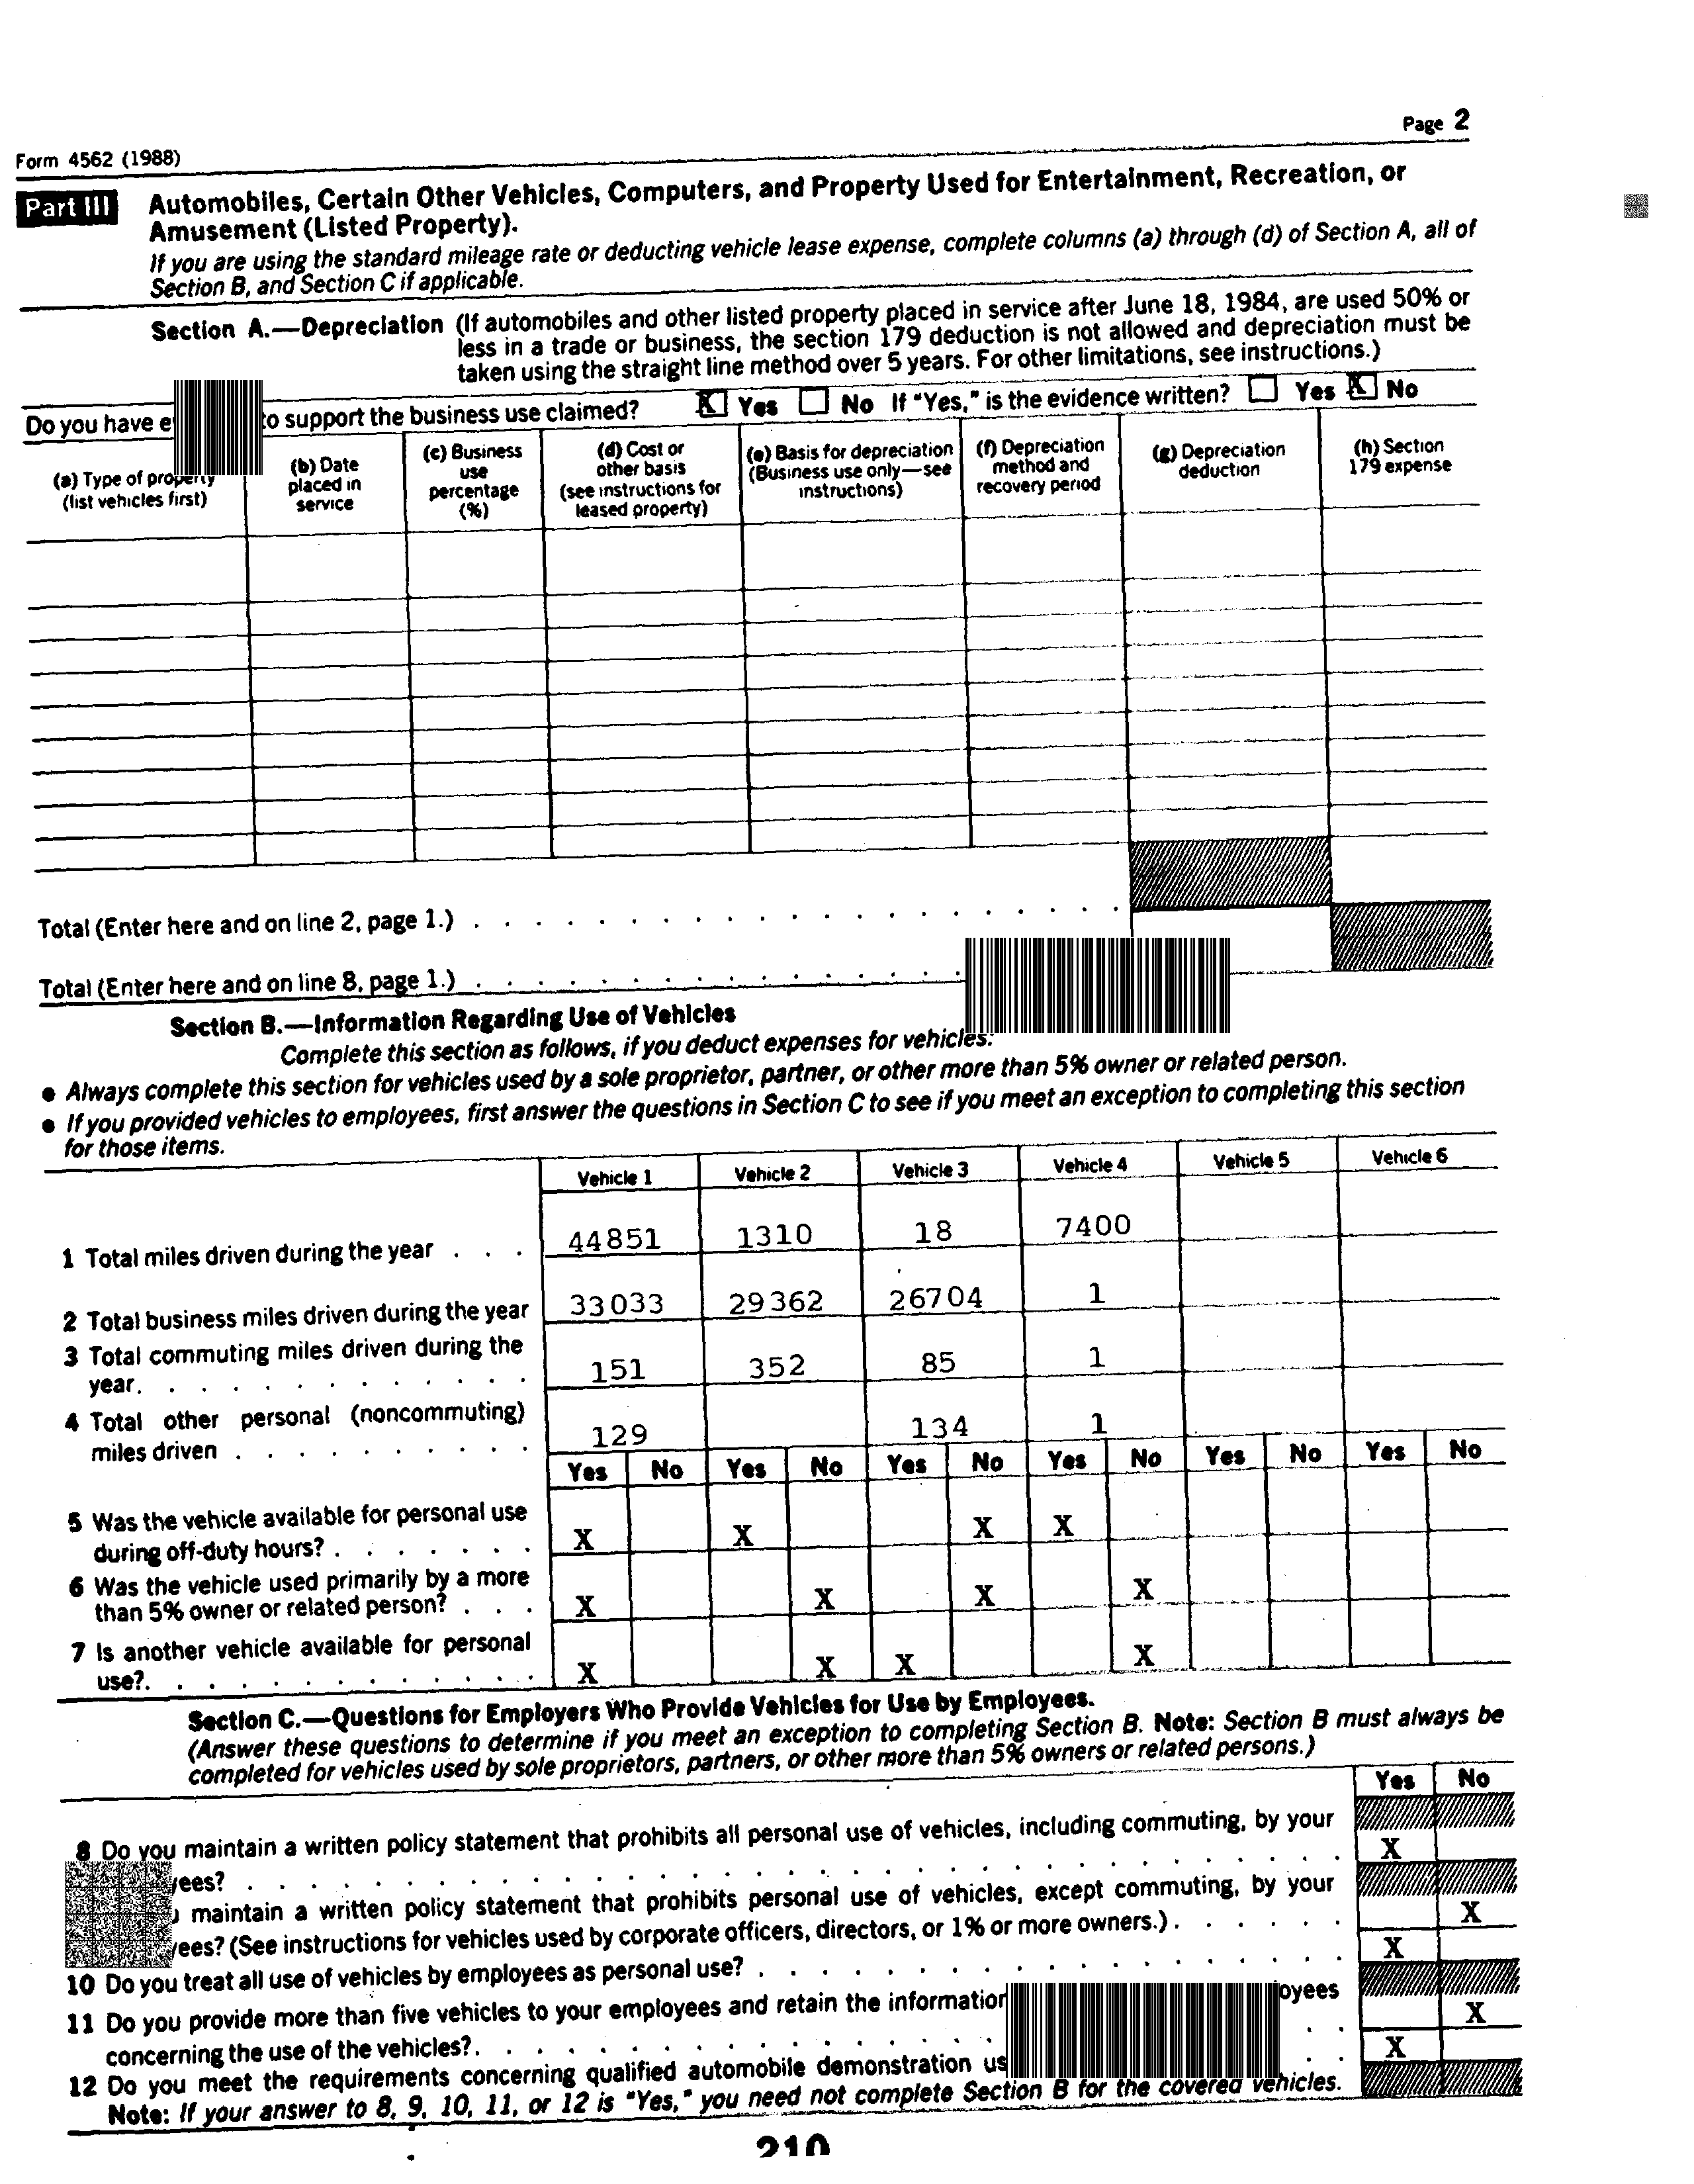 Page 2
Form 4562 (1988)
Part III Automobiles, Certain Other Vehicles, Computers, and Property Used for Entertainment, Recreation, or
Amusement (Listed Property).
If you are using the standard mileage rate or deducting vehicle lease expense, complete columns (a) through (d) of Section A, all of
Section B, and Section C if applicable.
Section A.—Depreciation (If automobiles and other listed property placed in service after June 18, 1984, are used 50% or
less in a trade or business, the section 179 deduction is not allowed and depreciation must be
taken using the straight line method over 5 years. For other limitations, see instructions.)
Do you have to support the business use claimed? X Yes No If "Yes," is the evidence written? Yes X No
(a) Type of property
(list vehicles first)
(b) Date
placed in
service
(c) Business
use
percentage
(%)
(d) Cost or
other basis
(see instructions for
leased property)
(e) Basis for depreciation
(Business use only—see
instructions)
(f) Depreciation
method and
recovery period
(g) Depreciation
deduction
(h) Section
179 expense
Total (Enter here and on line 2, page 1.) . . . . . . . . . . . . . . . . . . . . .
Total (Enter here and on line 8, page 1.) . . . . . . . . . . . . . . . .
Section B.—Information Regarding Use of Vehicles
Complete this section as follows, if you deduct expenses for vehicles:
● Always complete this section for vehicles used by a sole proprietor, partner, or other more than 5% owner or related person.
● If you provided vehicles to employees, first answer the questions in Section C to see if you meet an exception to completing this section
for those items.
Vehicle 1 Vehicle 2 Vehicle 3 Vehicle 4 Vehicle 5 Vehicle 6
1 Total miles driven during the year . . . 44851 1310 18 7400
2 Total business miles driven during the year 33033 29362 26704 1
3 Total commuting miles driven during the
year. . . . . . . . . . . . . . 151 352 85 1
4 Total other personal (noncommuting)
miles driven . . . . . . . . . . 129 134 1
Yes No Yes No Yes No Yes No Yes No Yes No
5 Was the vehicle available for personal use
during off-duty hours? . . . . . . . X X X X
6 Was the vehicle used primarily by a more
than 5% owner or related person? . . . X X X X
7 Is another vehicle available for personal
use?. . . . . . . . . . . . . . X X X X
Section C.—Questions for Employers Who Provide Vehicles for Use by Employees.
(Answer these questions to determine if you meet an exception to completing Section B. Note: Section B must always be
completed for vehicles used by sole proprietors, partners, or other more than 5% owners or related persons.)
Yes No
8 Do you maintain a written policy statement that prohibits all personal use of vehicles, including commuting, by your
yees? . . . . . . . . . . . . . . . . . . . . . . . . X
maintain a written policy statement that prohibits personal use of vehicles, except commuting, by your
yees? (See instructions for vehicles used by corporate officers, directors, or 1% or more owners.) . . . . . . X
10 Do you treat all use of vehicles by employees as personal use? . . . . . . . . . . . . . . . X
11 Do you provide more than five vehicles to your employees and retain the information oyees
concerning the use of the vehicles?. . . . . . . . . . . . . . . X
12 Do you meet the requirements concerning qualified automobile demonstration us . . X
Note: If your answer to 8, 9, 10, 11, or 12 is "Yes," you need not complete Section B for the covered vehicles.
210